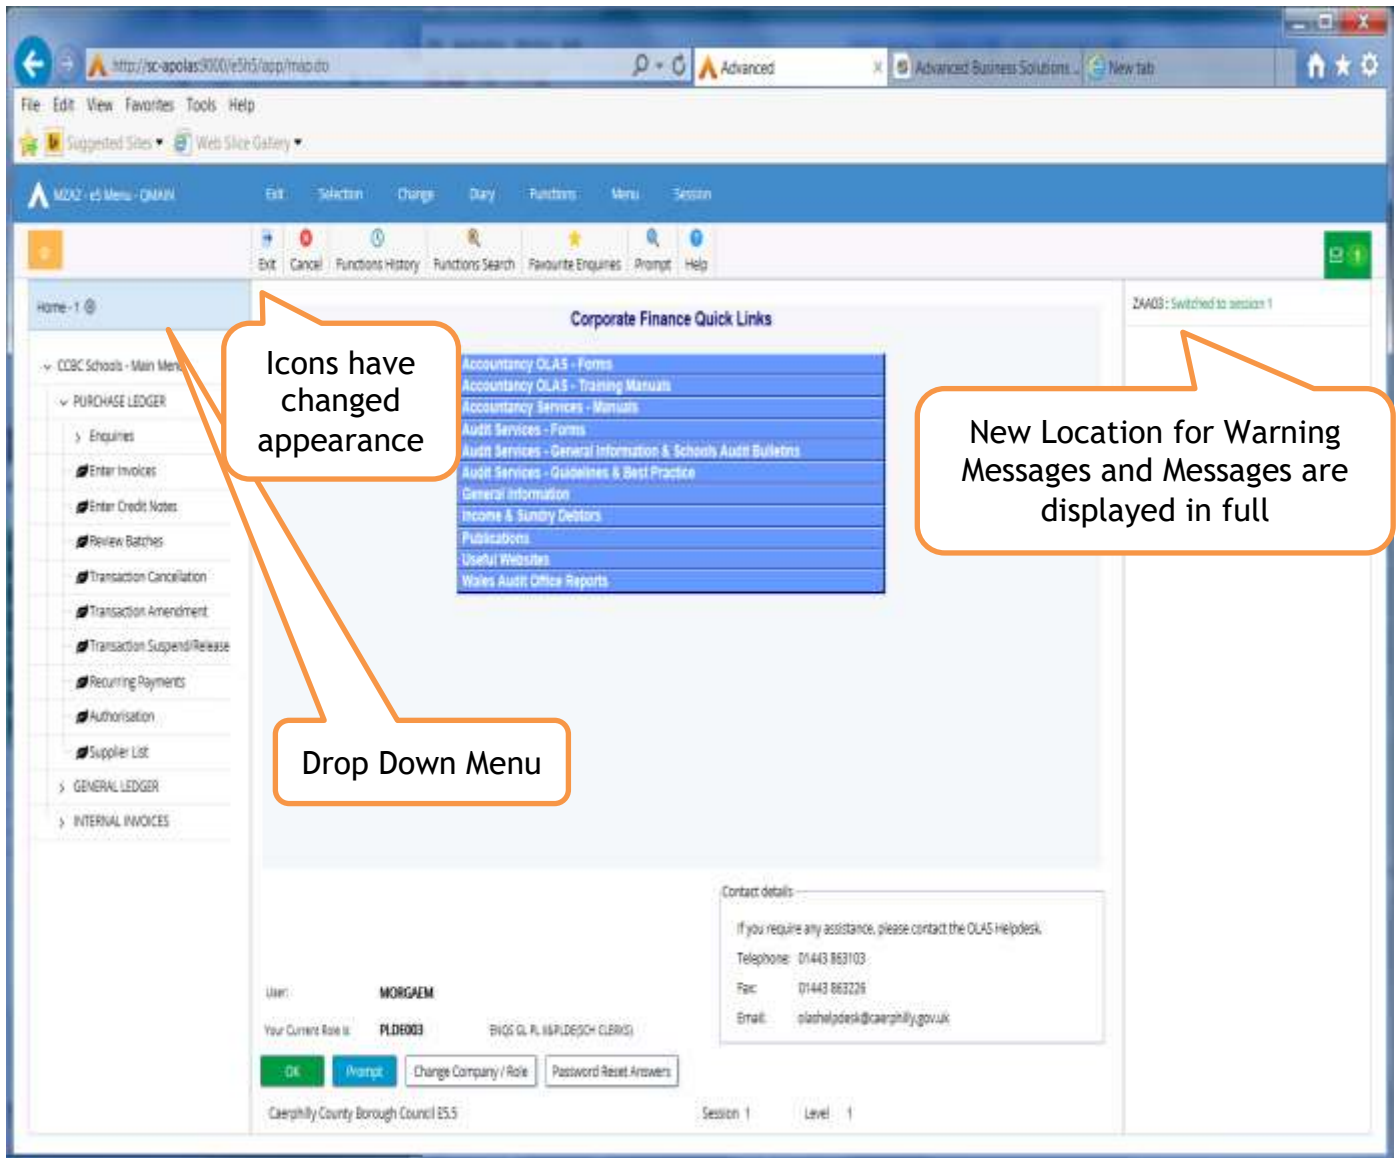 http://sc-apolas:9000/e5h5/app/map.do
Advanced
Advanced Business Solutions ...
New tab
File Edit View Favorites Tools Help
Suggested Sites Web Slice Gallery
MZX2 - e5 Menu - QMAIN
Exit Selection Change Diary Functions Menu Session
Exit Cancel Functions History Functions Search Favourite Enquiries Prompt Help
1
Home - 1
ZAA03 : Switched to session 1
Corporate Finance Quick Links
Icons have
changed
appearance
New Location for Warning
Messages and Messages are
displayed in full
CCBC Schools - Main Menu
PURCHASE LEDGER
Enquiries
Enter Invoices
Enter Credit Notes
Review Batches
Transaction Cancellation
Transaction Amendment
Transaction Suspend/Release
Recurring Payments
Authorisation
Supplier List
GENERAL LEDGER
INTERNAL INVOICES
Accountancy OLAS - Forms
Accountancy OLAS - Training Manuals
Accountancy Services - Manuals
Audit Services - Forms
Audit Services - General Information & Schools Audit Bulletins
Audit Services - Guidelines & Best Practice
General Information
Income & Sundry Debtors
Publications
Useful Websites
Wales Audit Office Reports
Drop Down Menu
Contact details
If you require any assistance, please contact the OLAS Helpdesk.
Telephone: 01443 863103
Fax: 01443 863226
Email: olashelpdesk@caerphilly.gov.uk
User: MORGAEM
Your Current Role is PLDE003
OK Prompt Change Company / Role Password Reset Answers
Caerphilly County Borough Council E5.5
Session 1 Level 1